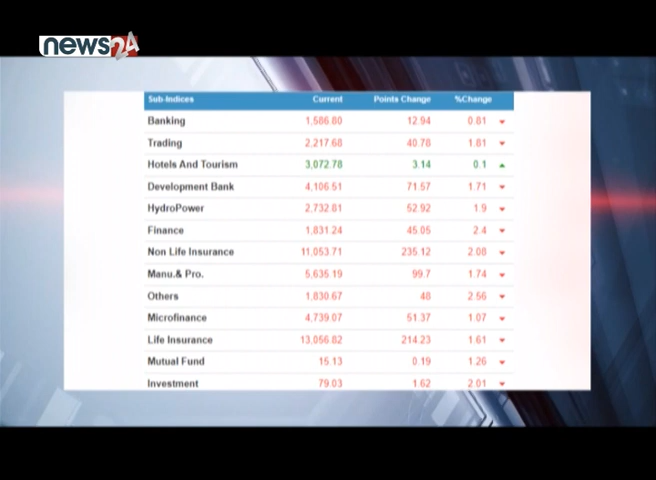 news24
Sub-Indices Current Points Change %Change
Banking 1,586.80 12.94 0.81
Trading 2,217.68 40.78 1.81
Hotels And Tourism 3,072.78 3.14 0.1
Development Bank 4,106.51 71.57 1.71
HydroPower 2,732.81 52.92 1.9
Finance 1,831.24 45.05 2.4
Non Life Insurance 11,053.71 235.12 2.08
Manu.& Pro. 5,635.19 99.7 1.74
Others 1,830.67 48 2.56
Microfinance 4,739.07 51.37 1.07
Life Insurance 13,056.82 214.23 1.61
Mutual Fund 15.13 0.19 1.26
Investment 79.03 1.62 2.01